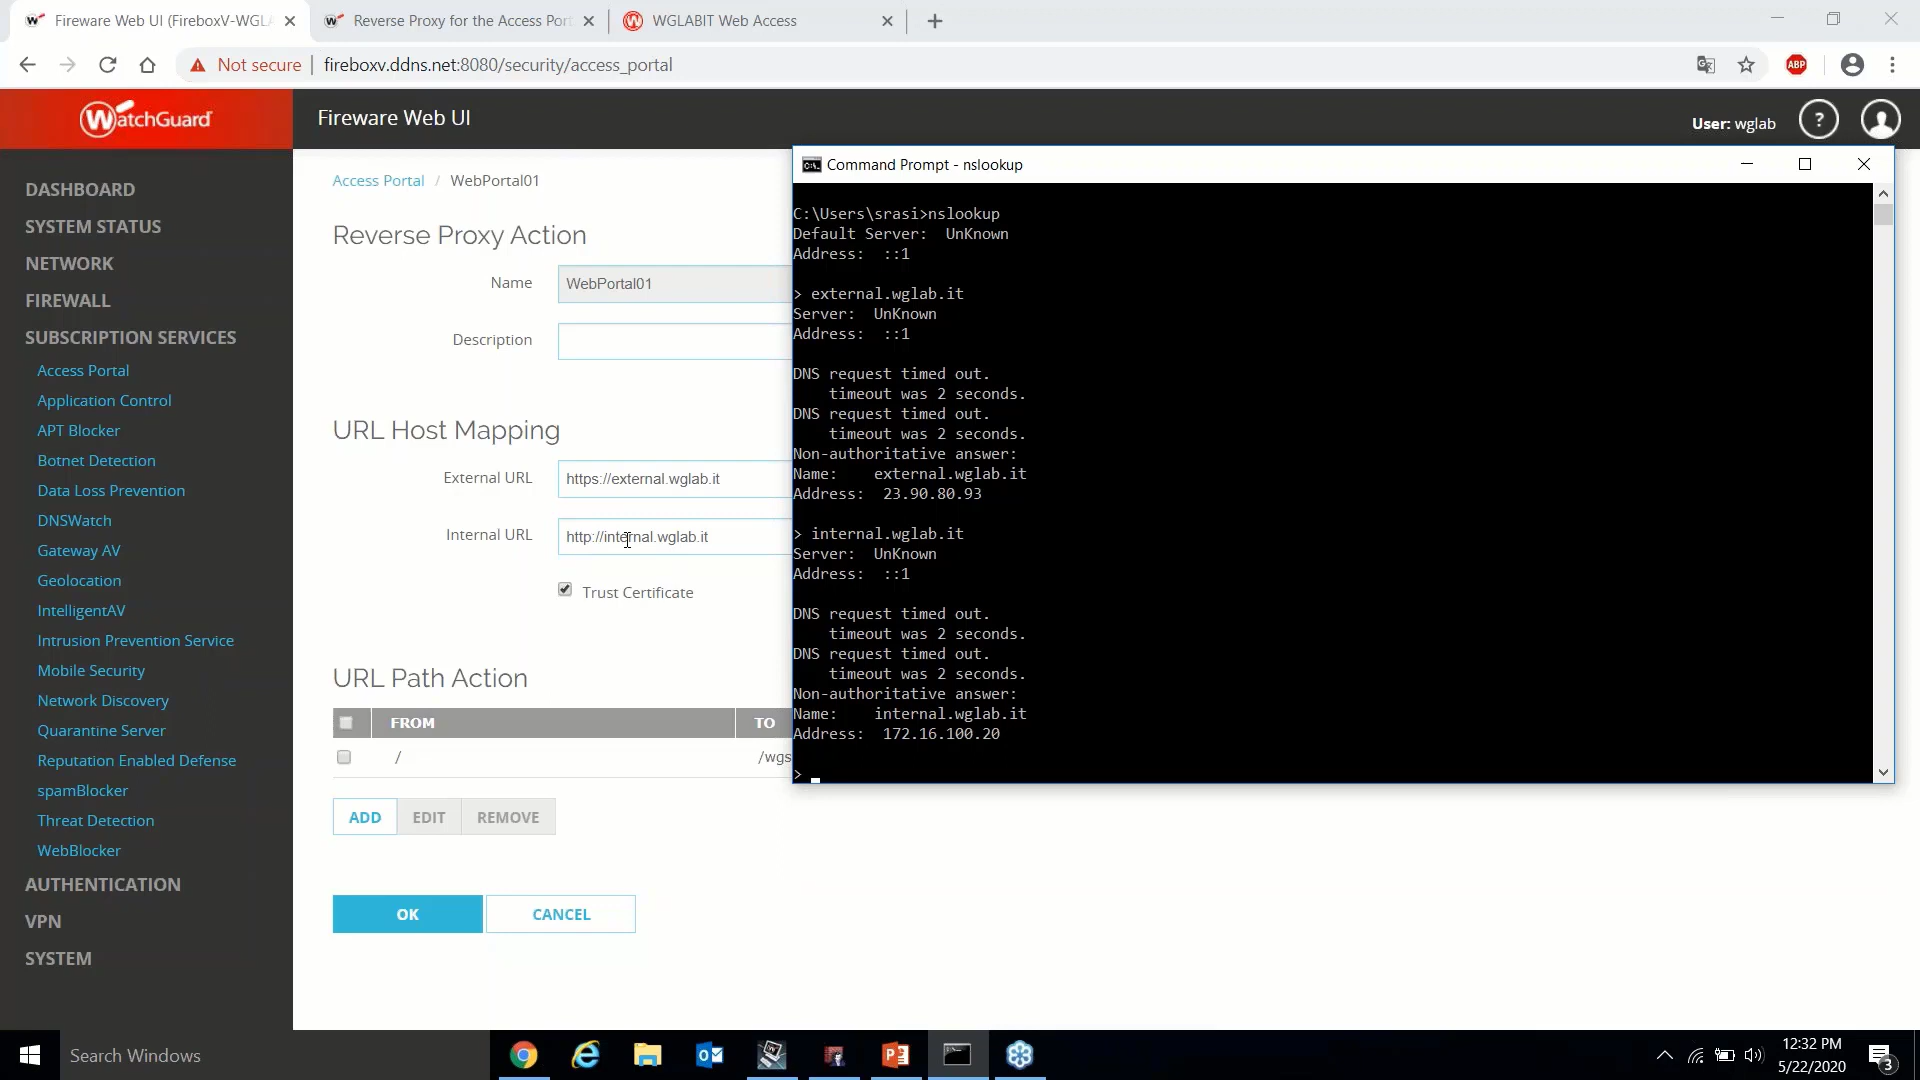 Fireware Web UI (FireboxV-WGLA
Reverse Proxy for the Access Port
WGLABIT Web Access
Not secure
fireboxv.ddns.net:8080/security/access_portal
ABP
WatchGuard
Fireware Web UI
User: wglab
?
DASHBOARD
SYSTEM STATUS
NETWORK
FIREWALL
SUBSCRIPTION SERVICES
Access Portal
Application Control
APT Blocker
Botnet Detection
Data Loss Prevention
DNSWatch
Gateway AV
Geolocation
IntelligentAV
Intrusion Prevention Service
Mobile Security
Network Discovery
Quarantine Server
Reputation Enabled Defense
spamBlocker
Threat Detection
WebBlocker
AUTHENTICATION
VPN
SYSTEM
Access Portal / WebPortal01
Reverse Proxy Action
Name
WebPortal01
Description
URL Host Mapping
External URL
https://external.wglab.it
Internal URL
http://internal.wglab.it
Trust Certificate
URL Path Action
FROM
TO
/
/wgs
ADD
EDIT
REMOVE
OK
CANCEL
Command Prompt - nslookup
C:\Users\srasi>nslookup
Default Server:  UnKnown
Address:  ::1
> external.wglab.it
Server:  UnKnown
Address:  ::1
DNS request timed out.
timeout was 2 seconds.
DNS request timed out.
timeout was 2 seconds.
Non-authoritative answer:
Name:    external.wglab.it
Address:  23.90.80.93
> internal.wglab.it
Server:  UnKnown
Address:  ::1
DNS request timed out.
timeout was 2 seconds.
DNS request timed out.
timeout was 2 seconds.
Non-authoritative answer:
Name:    internal.wglab.it
Address:  172.16.100.20
>
Search Windows
12:32 PM
5/22/2020
3